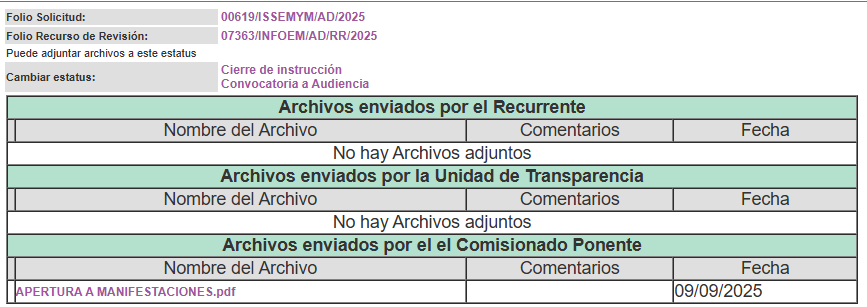 Folio Solicitud: 00619/ISSEMYM/AD/2025
Folio Recurso de Revisión: 07363/INFOEM/AD/RR/2025
Puede adjuntar archivos a este estatus
Cambiar estatus: Cierre de instrucción
Convocatoria a Audiencia
Archivos enviados por el Recurrente
Nombre del Archivo Comentarios Fecha
No hay Archivos adjuntos
Archivos enviados por la Unidad de Transparencia
Nombre del Archivo Comentarios Fecha
No hay Archivos adjuntos
Archivos enviados por el el Comisionado Ponente
Nombre del Archivo Comentarios Fecha
APERTURA A MANIFESTACIONES.pdf 09/09/2025